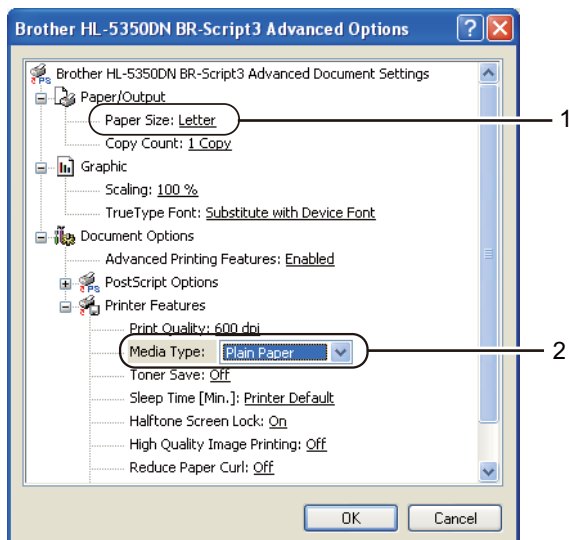 Brother HL-5350DN BR-Script3 Advanced Options
Brother HL-5350DN BR-Script3 Advanced Document Settings
Paper/Output
Paper Size: Letter
1
Copy Count: 1 Copy
Graphic
Scaling: 100 %
TrueType Font: Substitute with Device Font
Document Options
Advanced Printing Features: Enabled
PS PostScript Options
Printer Features
Print Quality: 600 dpi
Media Type: Plain Paper
2
Toner Save: Off
Sleep Time [Min.]: Printer Default
Halftone Screen Lock: On
High Quality Image Printing: Off
Reduce Paper Curl: Off
OK Cancel